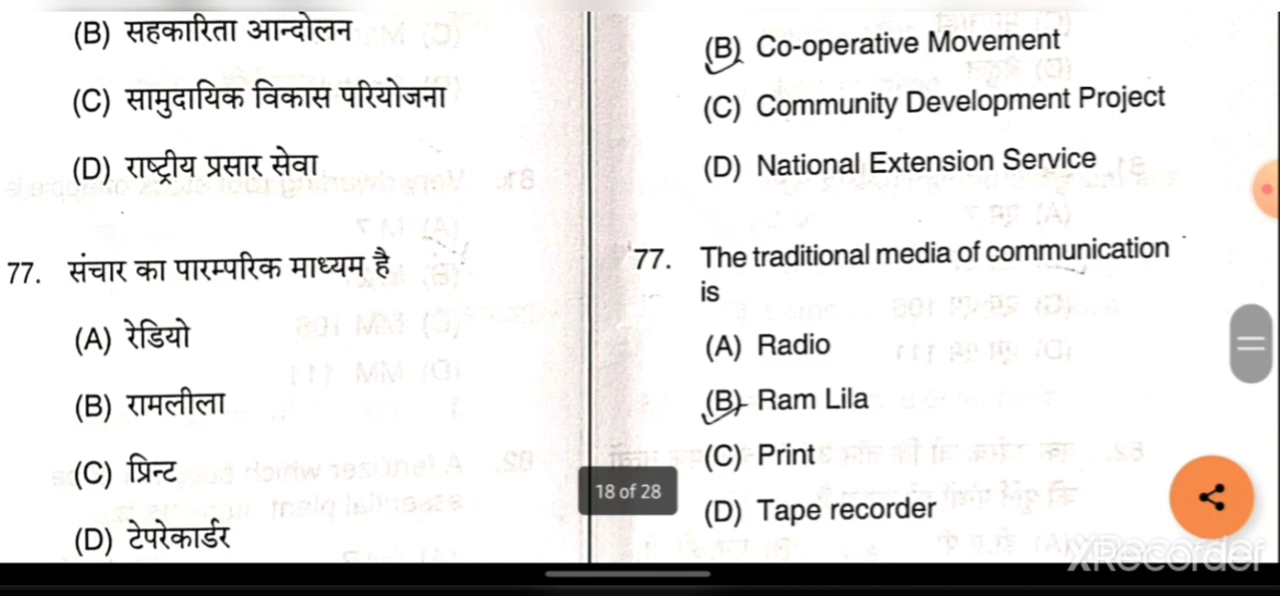 (B) सहकारिता आन्दोलन
(C) सामुदायिक विकास परियोजना
(D) राष्ट्रीय प्रसार सेवा
77. संचार का पारम्परिक माध्यम है
(A) रेडियो
(B) रामलीला
(C) प्रिन्ट
(D) टेपरेकार्डर
(B) Co-operative Movement
(C) Community Development Project
(D) National Extension Service
77. The traditional media of communication
is
(A) Radio
(B) Ram Lila
(C) Print
(D) Tape recorder
18 of 28
XRecorder